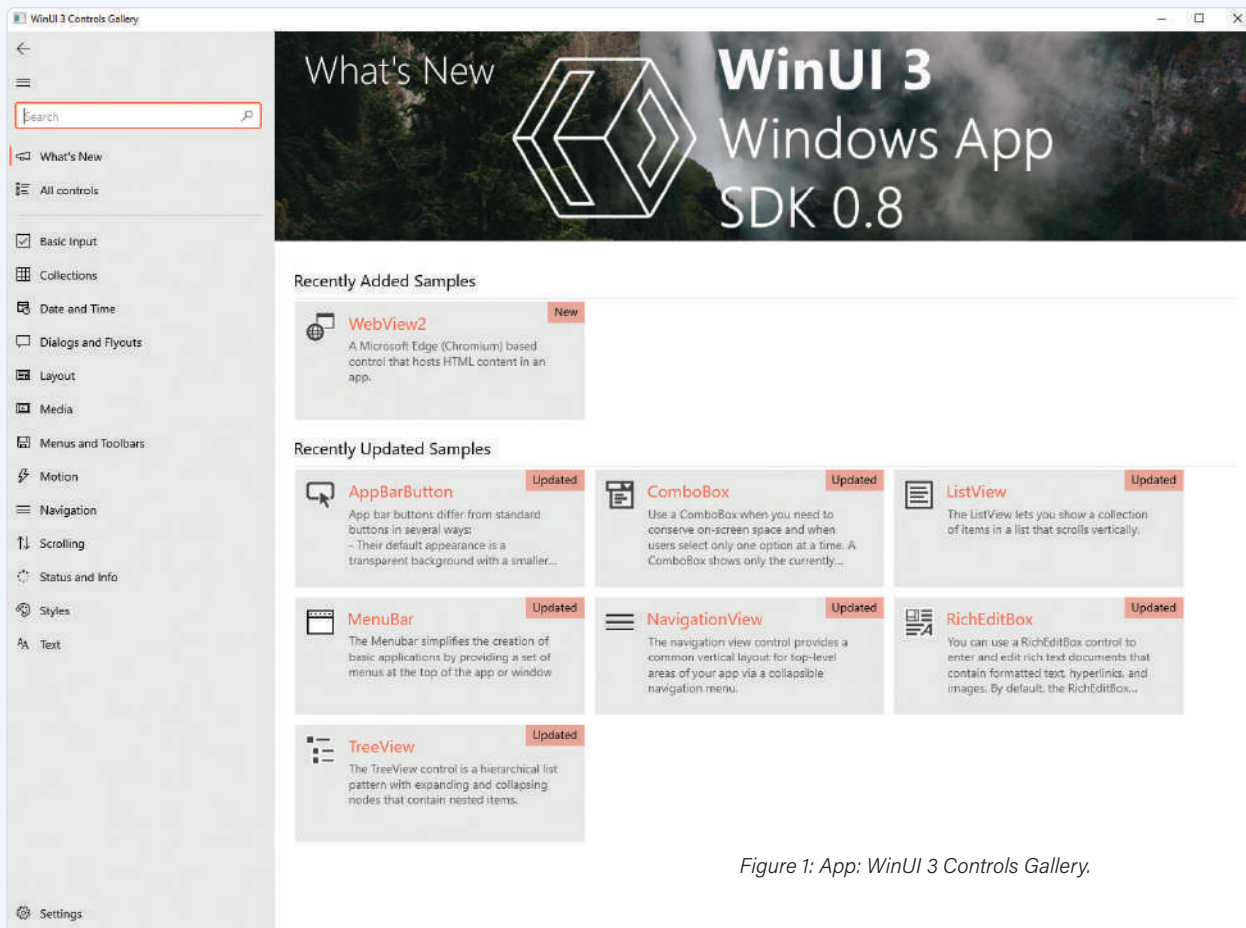 WinUI 3 Controls Gallery
Search
What's New
All controls
Basic Input
Collections
Date and Time
Dialogs and Flyouts
Layout
Media
Menus and Toolbars
Motion
Navigation
Scrolling
Status and Info
Styles
Text
Settings
What's New
WinUI 3
Windows App
SDK 0.8
Recently Added Samples
New
WebView2
A Microsoft Edge (Chromium) based
control that hosts HTML content in an
app.
Recently Updated Samples
Updated
AppBarButton
App bar buttons differ from standard
buttons in several ways:
- Their default appearance is a
transparent background with a smaller...
Updated
ComboBox
Use a ComboBox when you need to
conserve on-screen space and when
users select only one option at a time. A
ComboBox shows only the currently...
Updated
ListView
The ListView lets you show a collection
of items in a list that scrolls vertically.
Updated
MenuBar
The Menubar simplifies the creation of
basic applications by providing a set of
menus at the top of the app or window
Updated
NavigationView
The navigation view control provides a
common vertical layout for top-level
areas of your app via a collapsible
navigation menu.
Updated
RichEditBox
You can use a RichEditBox control to
enter and edit rich text documents that
contain formatted text, hyperlinks, and
images. By default, the RichEditBox...
Updated
TreeView
The TreeView control is a hierarchical list
pattern with expanding and collapsing
nodes that contain nested items.
Figure 1: App: WinUI 3 Controls Gallery.